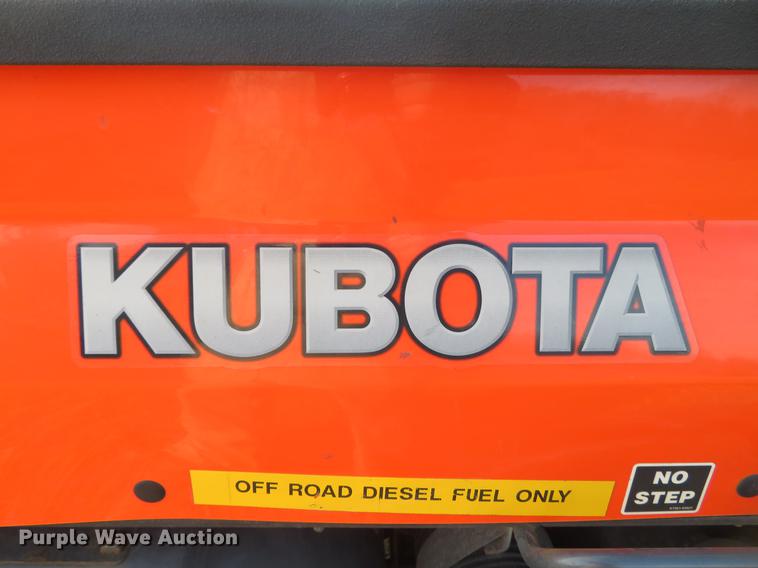 KUBOTA
OFF ROAD DIESEL FUEL ONLY
NO
STEP
Purple Wave Auction